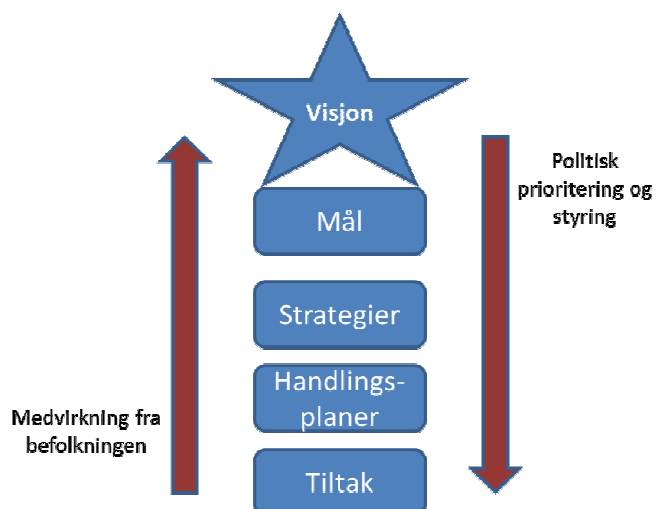 Visjon
Politisk
prioritering og
styring
Mål
Strategier
Handlings-
planer
Medvirkning fra
befolkningen
Tiltak